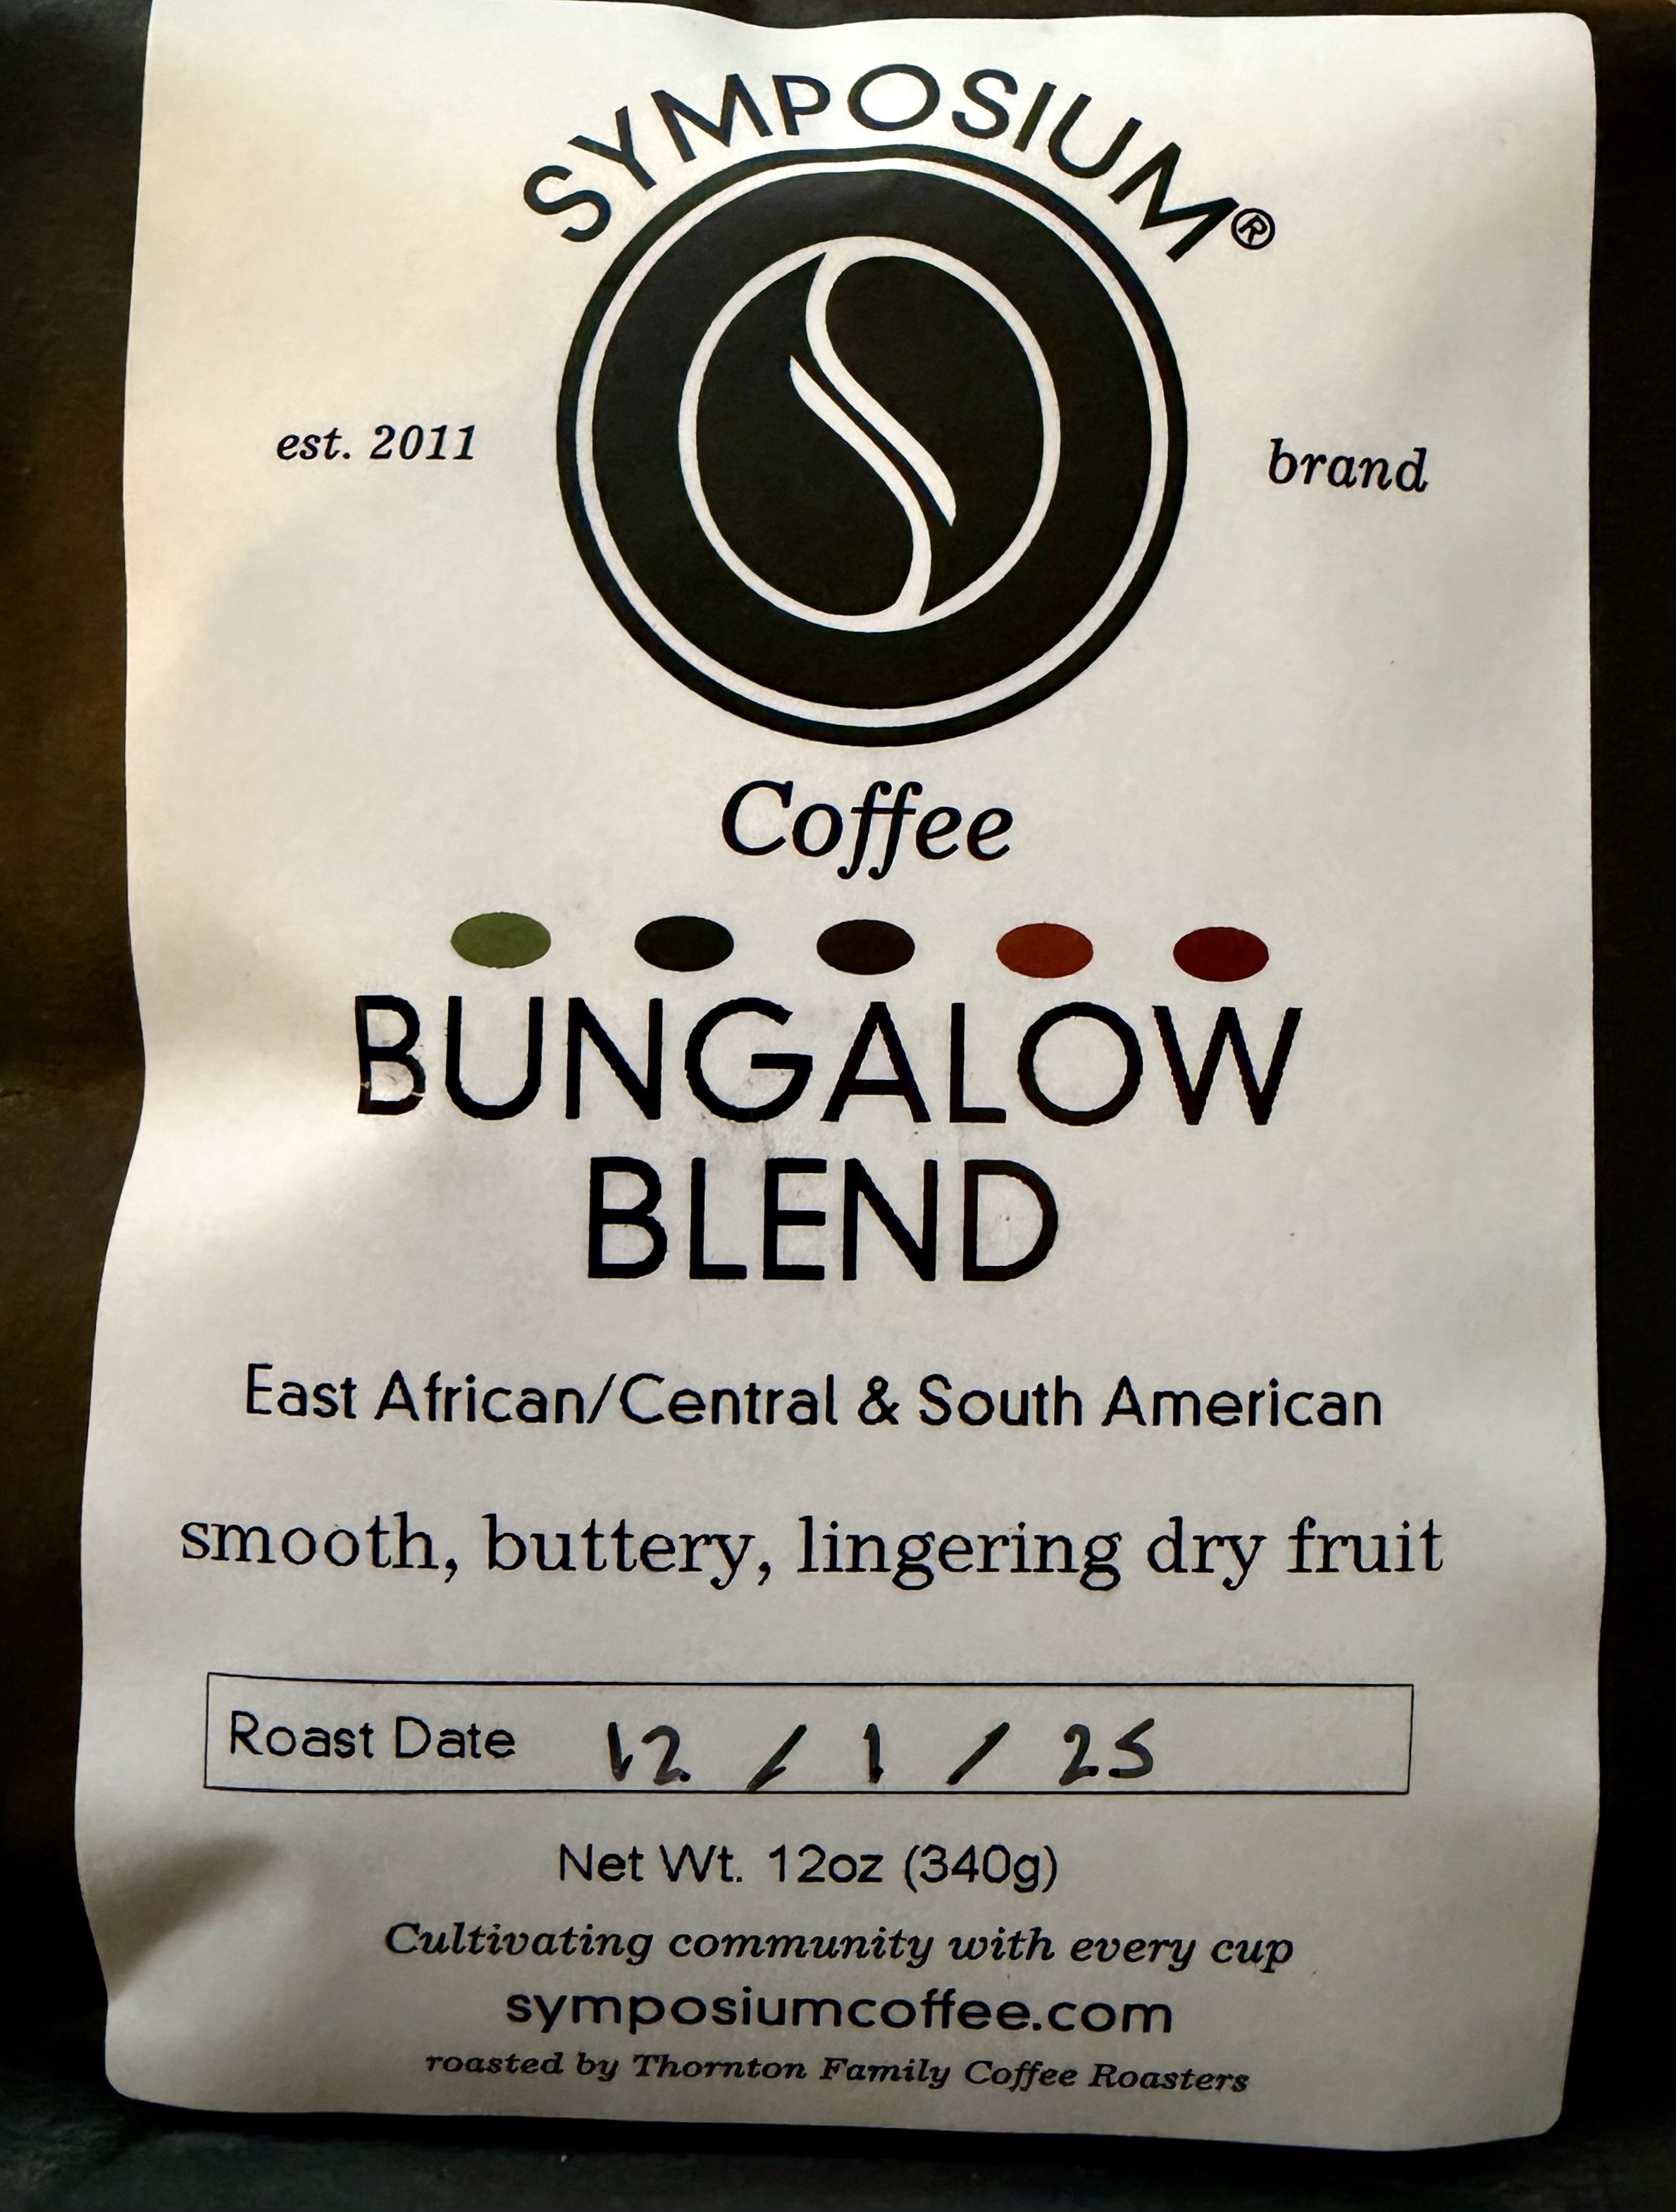 SYMPOSIUM®
est. 2011
brand
Coffee
BUNGALOW
BLEND
East African/Central & South American
smooth, buttery, lingering dry fruit
Roast Date 12 / 1 / 25
Net Wt. 12oz (340g)
Cultivating community with every cup
symposiumcoffee.com
roasted by Thornton Family Coffee Roasters